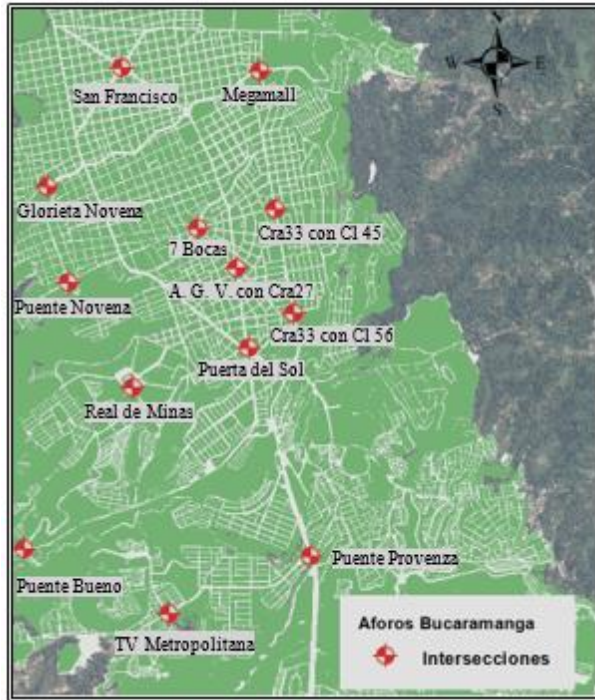 N
W E
S
San Francisco
Megamall
Glorieta Novena
Cra33 con Cl 45
7 Bocas
A. G. V. con Cra27
Puente Novena
Cra33 con Cl 56
Puerta del Sol
Real de Minas
Puente Provenza
Puente Bueno
TV Metropolitana
Aforos Bucaramanga
Intersecciones